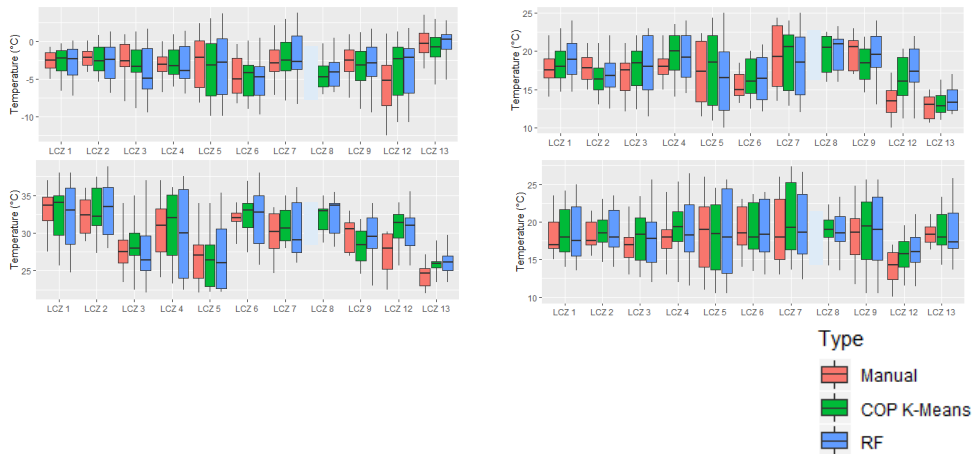 Temperature (°C)
0
-5
-10
LCZ 1 LCZ 2 LCZ 3 LCZ 4 LCZ 5 LCZ 6 LCZ 7 LCZ 8 LCZ 9 LCZ 12 LCZ 13
Temperature (°C)
25
20
15
10
LCZ 1 LCZ 2 LCZ 3 LCZ 4 LCZ 5 LCZ 6 LCZ 7 LCZ 8 LCZ 9 LCZ 12 LCZ 13
Temperature (°C)
35
30
25
LCZ 1 LCZ 2 LCZ 3 LCZ 4 LCZ 5 LCZ 6 LCZ 7 LCZ 8 LCZ 9 LCZ 12 LCZ 13
Temperature (°C)
25
20
15
10
LCZ 1 LCZ 2 LCZ 3 LCZ 4 LCZ 5 LCZ 6 LCZ 7 LCZ 8 LCZ 9 LCZ 12 LCZ 13
Type
Manual
COP K-Means
RF